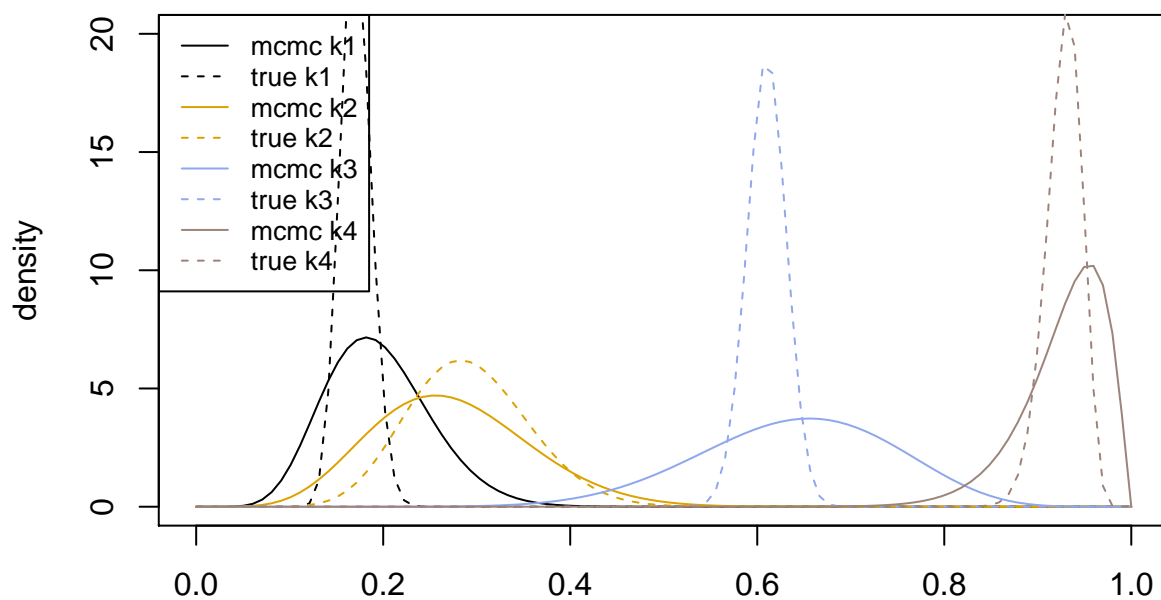 20
15
10
5
0
density
mcmc k1
true k1
mcmc k2
true k2
mcmc k3
true k3
mcmc k4
true k4
0.0 0.2 0.4 0.6 0.8 1.0